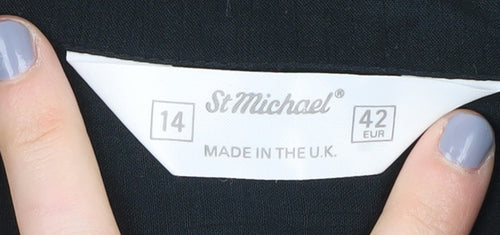 St Michael®
14
42
EUR
MADE IN THE U.K.